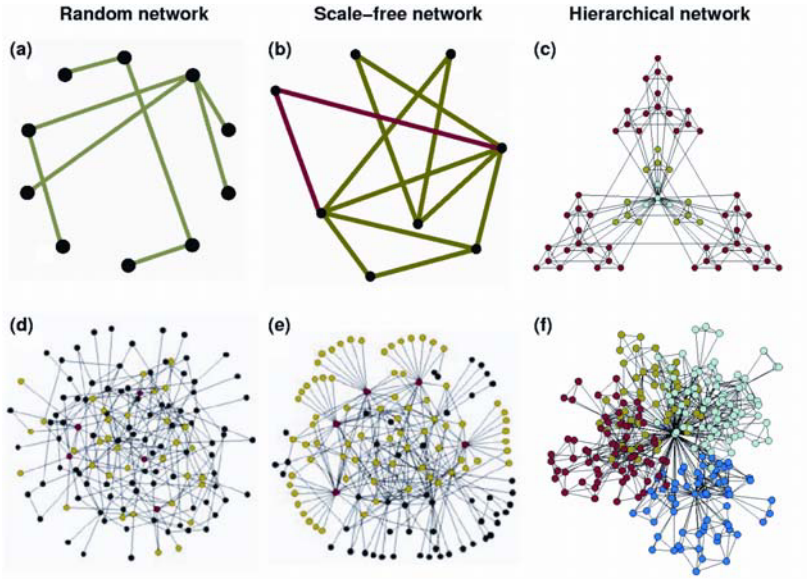 Random network
Scale–free network
Hierarchical network
(a)
(b)
(c)
(d)
(e)
(f)